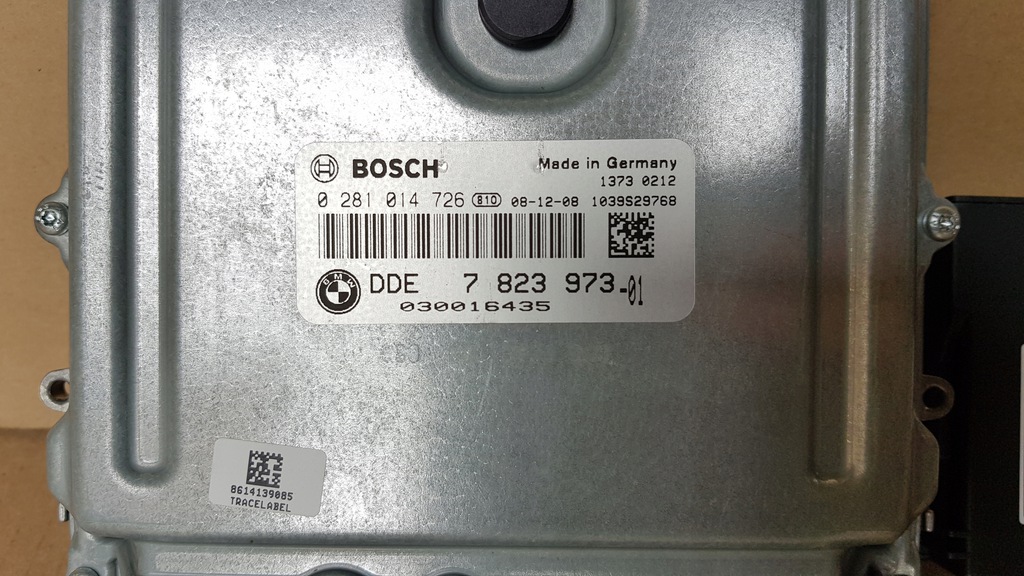 BOSCH
Made in Germany
1373 0212
0 281 014 726 810 08-12-08 1039S29768
BMW DDE 7 823 973-01
030016435
8614139085
TRACELABEL